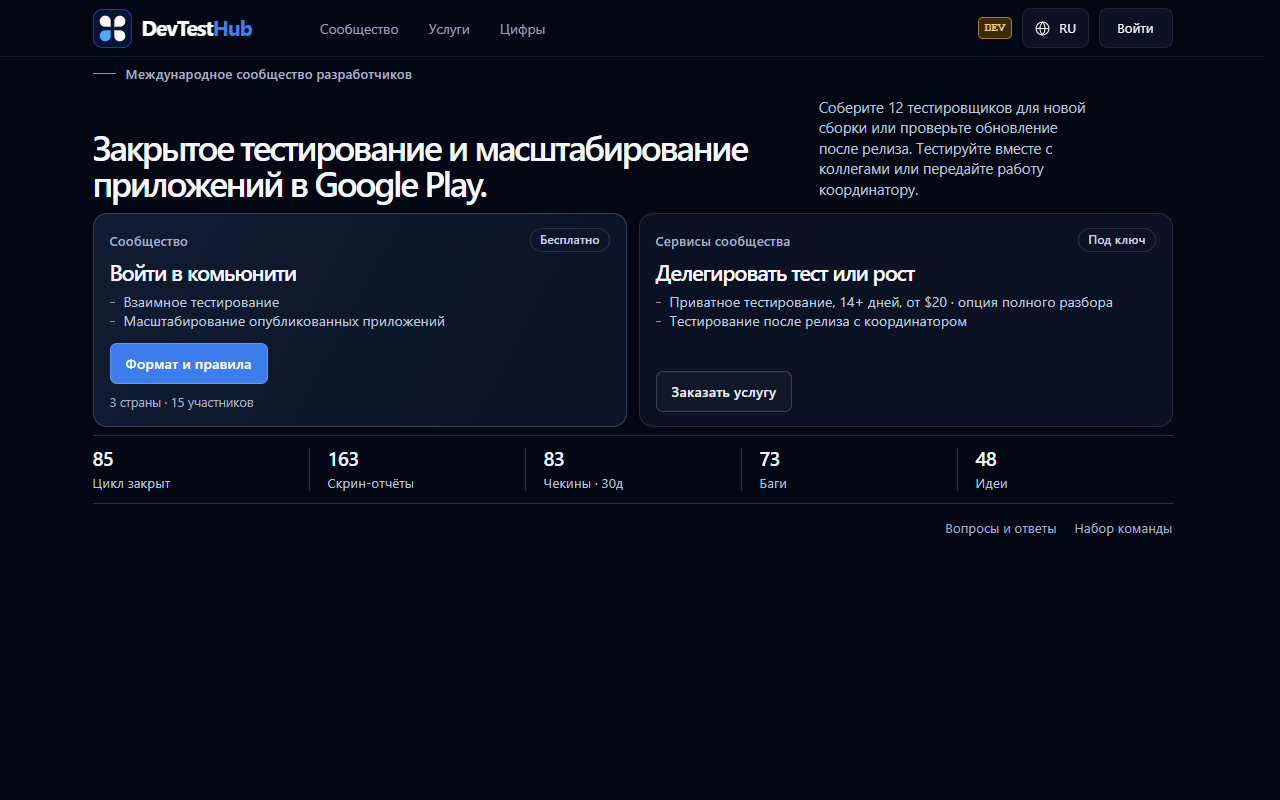 DevTestHub
Сообщество
Услуги
Цифры
DEV
RU
Войти
Международное сообщество разработчиков
Закрытое тестирование и масштабирование
приложений в Google Play.
Соберите 12 тестировщиков для новой
сборки или проверьте обновление
после релиза. Тестируйте вместе с
коллегами или передайте работу
координатору.
Сообщество
Бесплатно
Войти в комьюнити
- Взаимное тестирование
- Масштабирование опубликованных приложений
Формат и правила
3 страны · 15 участников
Сервисы сообщества
Под ключ
Делегировать тест или рост
- Приватное тестирование, 14+ дней, от $20 · опция полного разбора
- Тестирование после релиза с координатором
Заказать услугу
85
Цикл закрыт
163
Скрин-отчёты
83
Чекины · 30д
73
Баги
48
Идеи
Вопросы и ответы
Набор команды